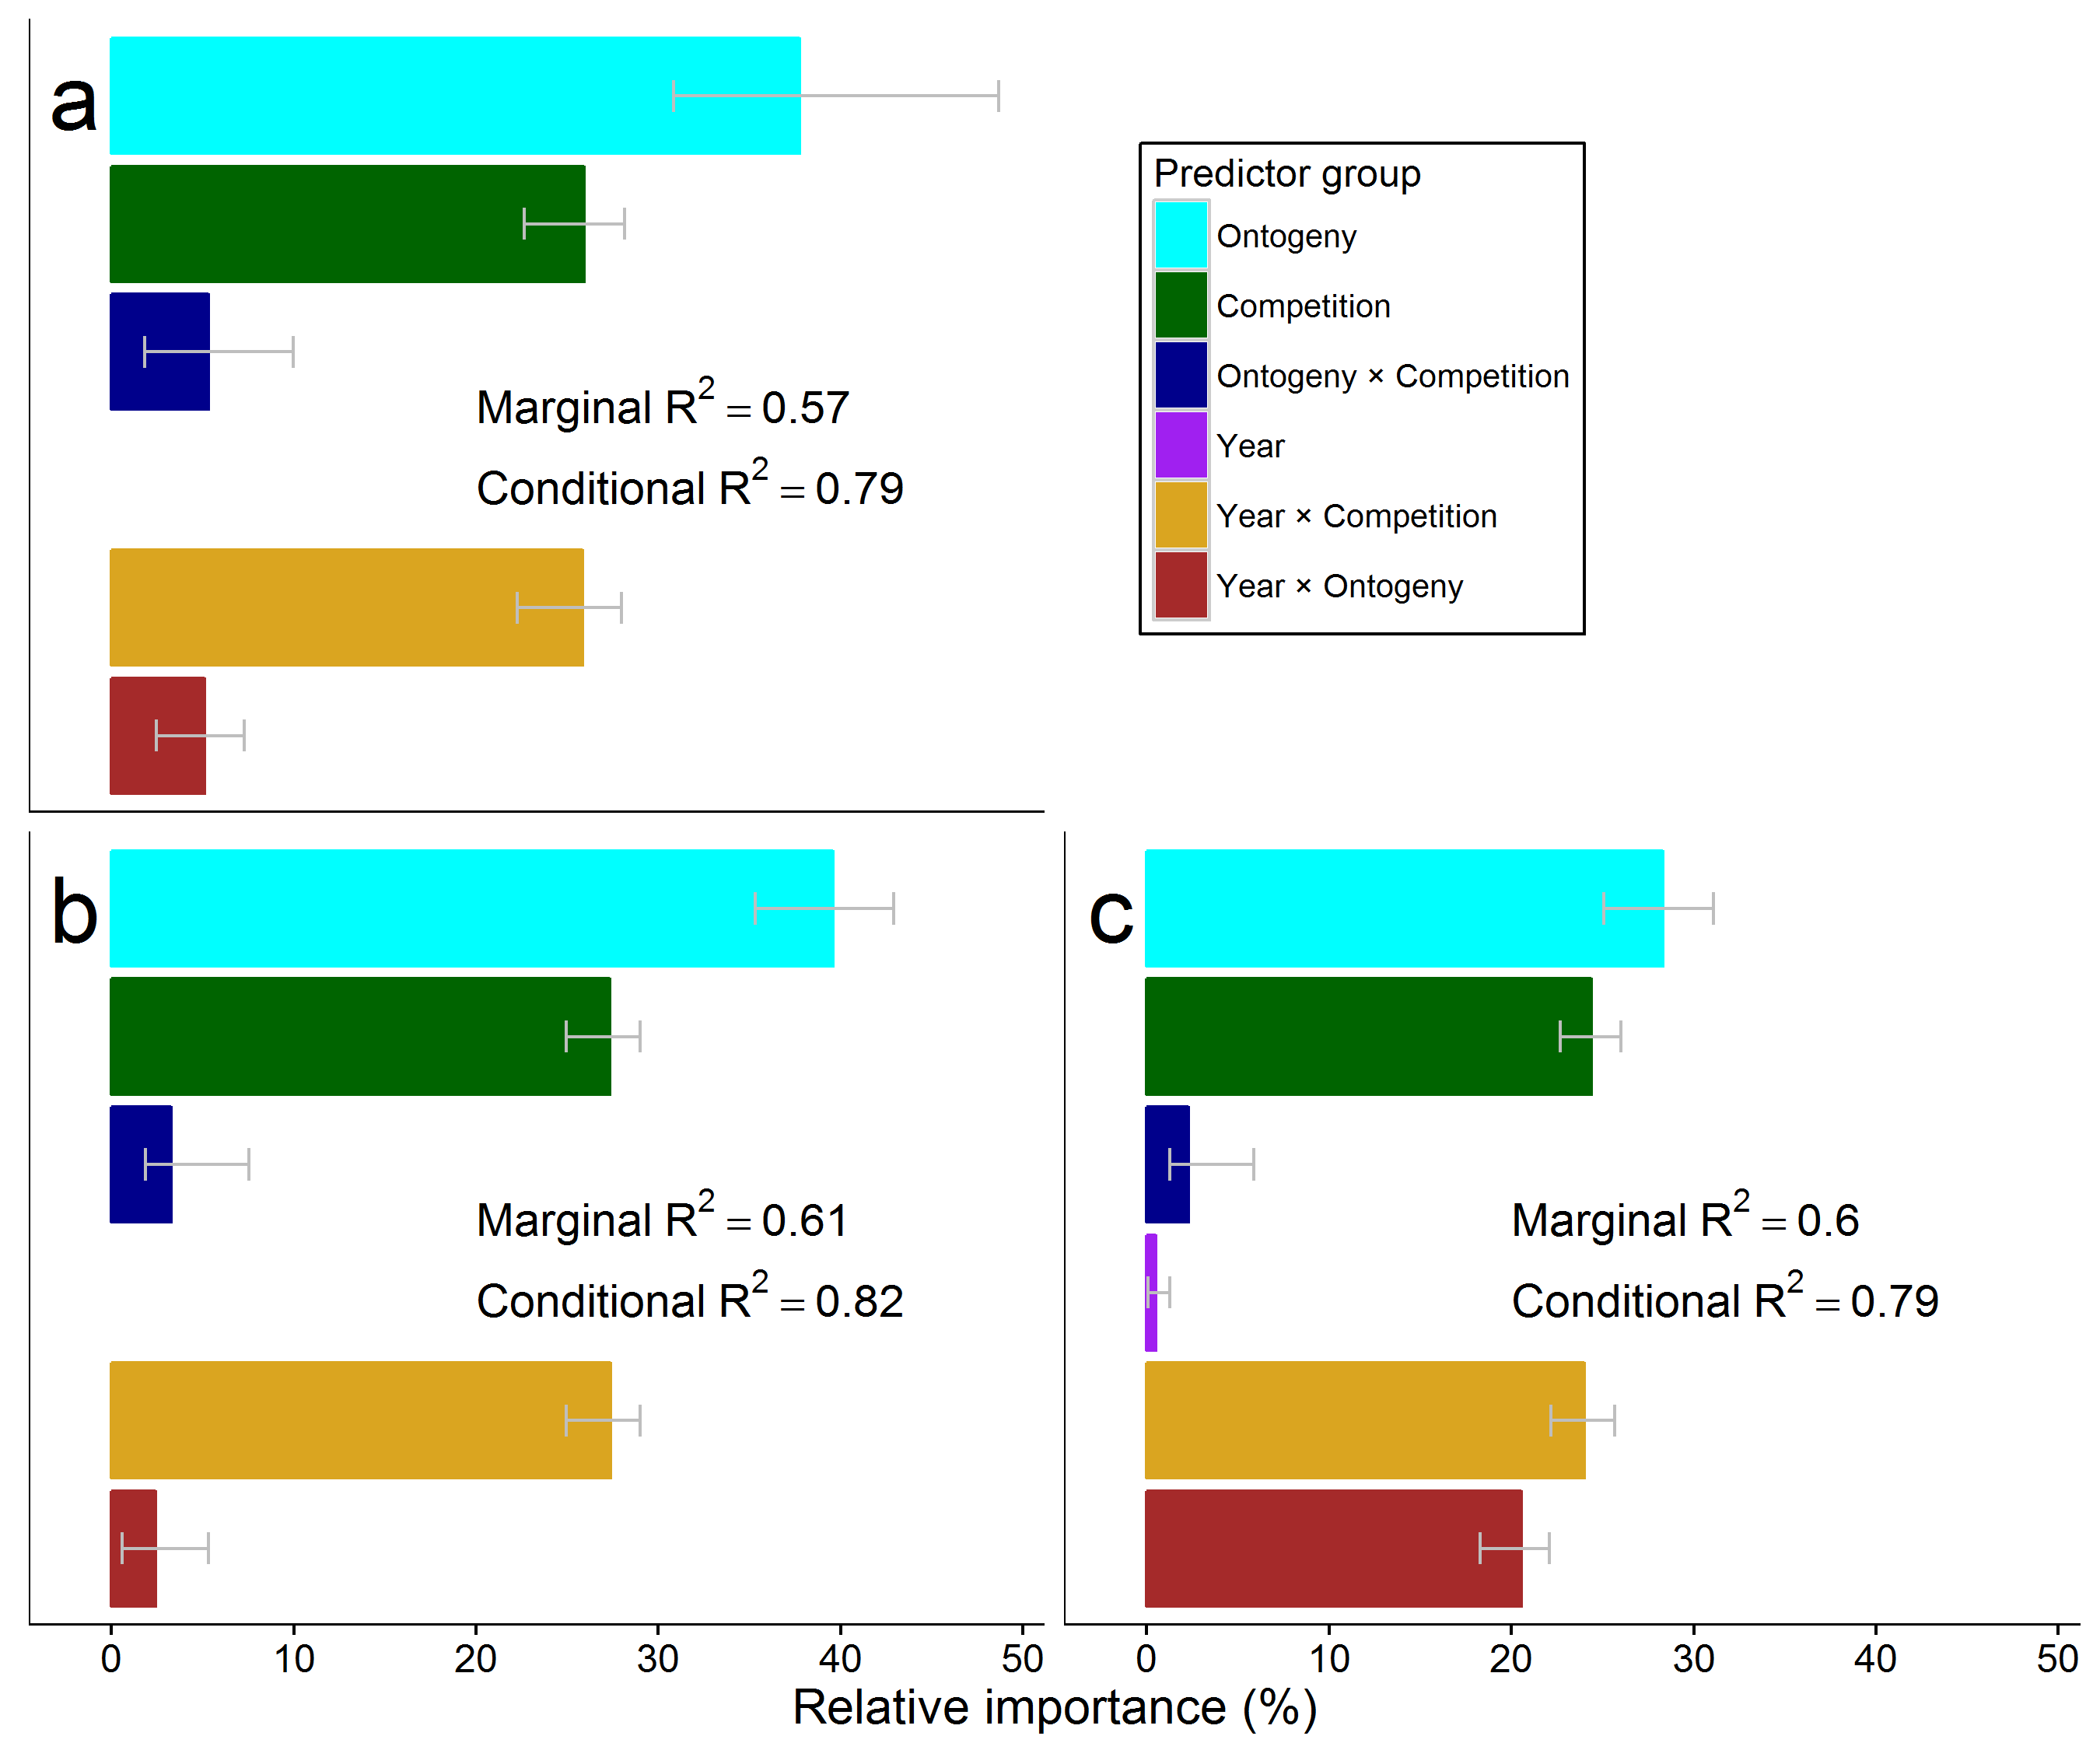 a
Marginal R² = 0.57
Conditional R² = 0.79
Predictor group
Ontogeny
Competition
Ontogeny × Competition
Year
Year × Competition
Year × Ontogeny
b
Marginal R² = 0.61
Conditional R² = 0.82
c
Marginal R² = 0.6
Conditional R² = 0.79
0 10 20 30 40 50
0 10 20 30 40 50
Relative importance (%)